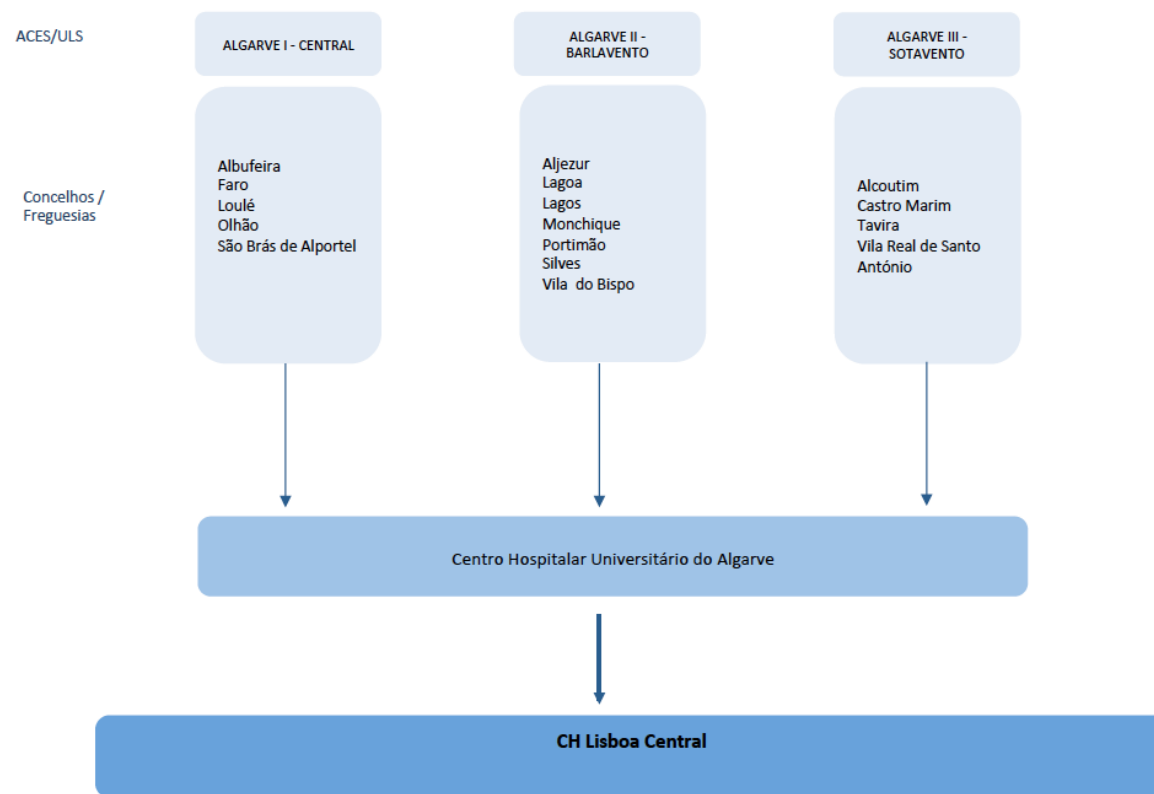 ACES/ULS
ALGARVE I - CENTRAL
ALGARVE II -
BARLAVENTO
ALGARVE III -
SOTAVENTO
Concelhos /
Freguesias
Albufeira
Faro
Loulé
Olhão
São Brás de Alportel
Aljezur
Lagoa
Lagos
Monchique
Portimão
Silves
Vila do Bispo
Alcoutim
Castro Marim
Tavira
Vila Real de Santo
António
Centro Hospitalar Universitário do Algarve
CH Lisboa Central